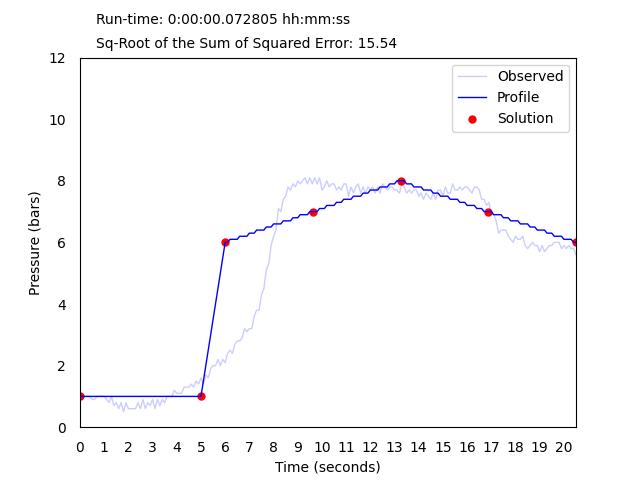 Run-time: 0:00:00.072805 hh:mm:ss
Sq-Root of the Sum of Squared Error: 15.54
12
10
8
6
4
2
0
Pressure (bars)
Observed
Profile
Solution
0 1 2 3 4 5 6 7 8 9 10 11 12 13 14 15 16 17 18 19 20
Time (seconds)